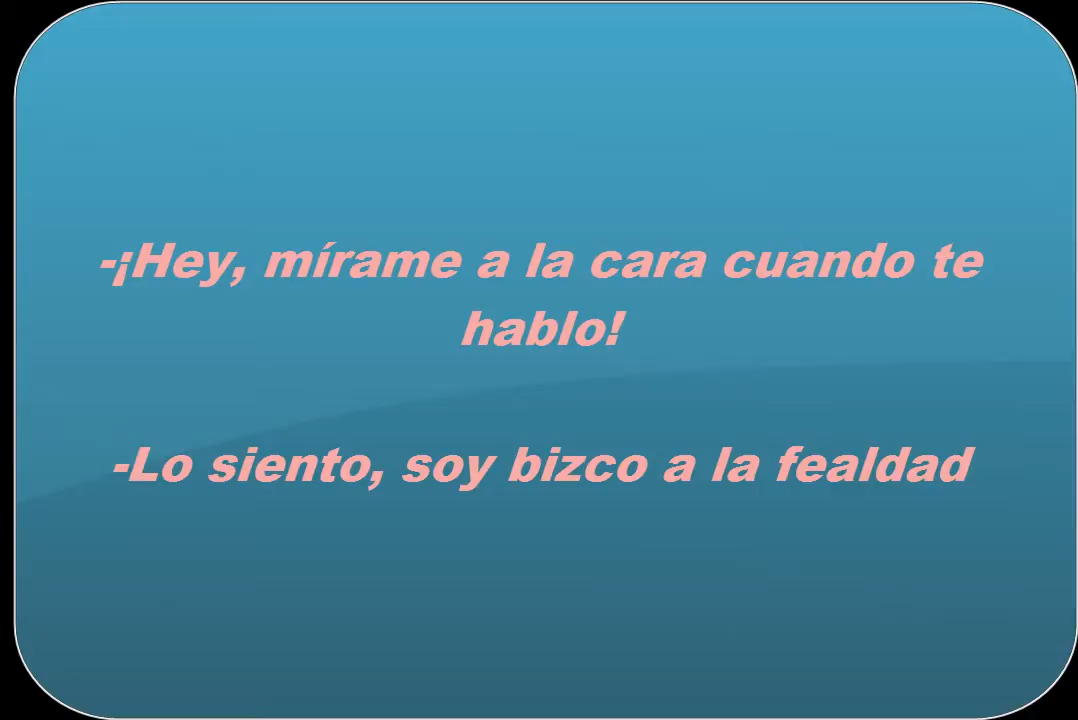 -¡Hey, mírame a la cara cuando te
hablo!
-Lo siento, soy bizco a la fealdad